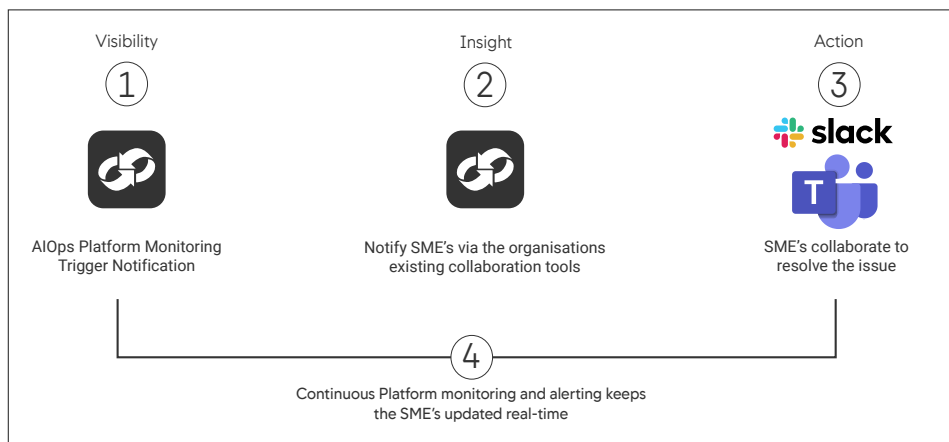 Visibility
1
AIOps Platform Monitoring
Trigger Notification
Insight
2
Notify SME's via the organisations
existing collaboration tools
Action
3
slack
T
SME's collaborate to
resolve the issue
4
Continuous Platform monitoring and alerting keeps
the SME's updated real-time